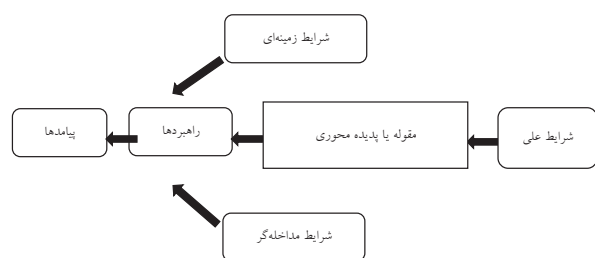 شرایط زمینه‌ای
شرایط علی
مقوله یا پدیده محوری
راهبردها
پیامدها
شرایط مداخله‌گر